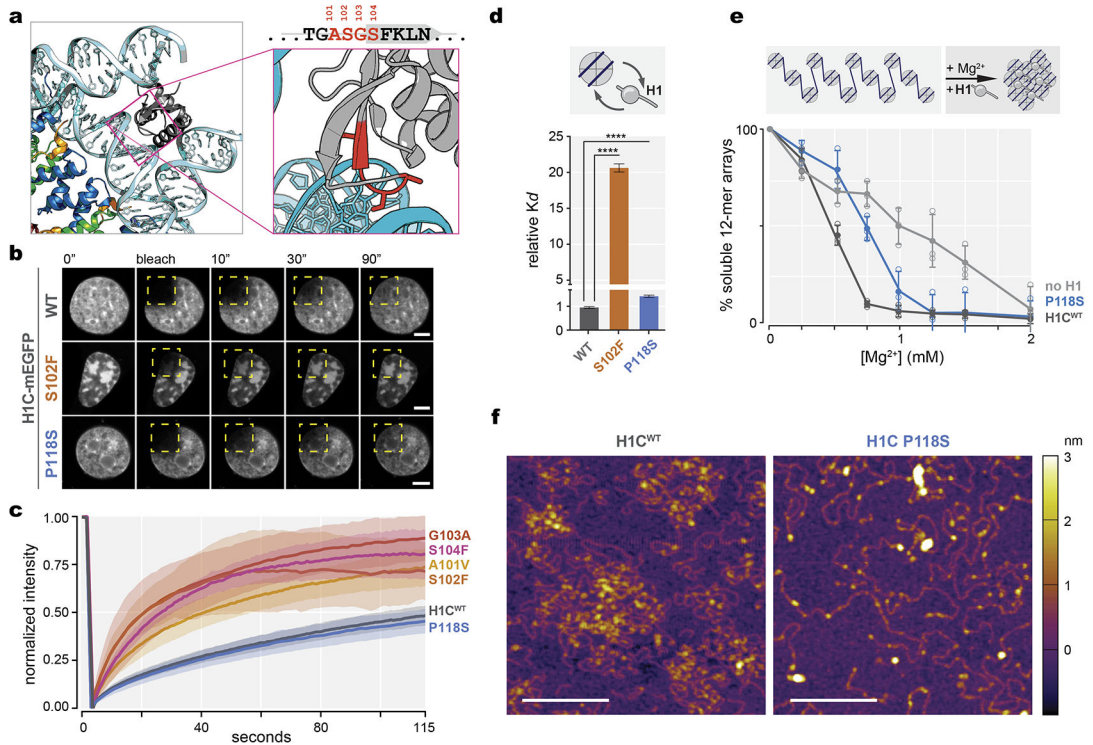 a
101 102 103 104
...TGASGSFKLN...
b
0” bleach 10” 30” 90”
H1C-mEGFP
WT
S102F
P118S
c
normalized intensity
1.00
0.75
0.50
0.25
0.00
0 40 80 115
seconds
G103A
S104F
A101V
S102F
H1Cᵂᵀ
P118S
d
H1
relative Kd
25
20
15
10
5
1
0
****
****
WT
S102F
P118S
e
+ Mg²⁺
+H1
% soluble 12-mer arrays
100
0
0 1 2
[Mg²⁺] (mM)
no H1
P118S
H1Cᵂᵀ
f
H1Cᵂᵀ
H1C P118S
nm
3
2
1
0